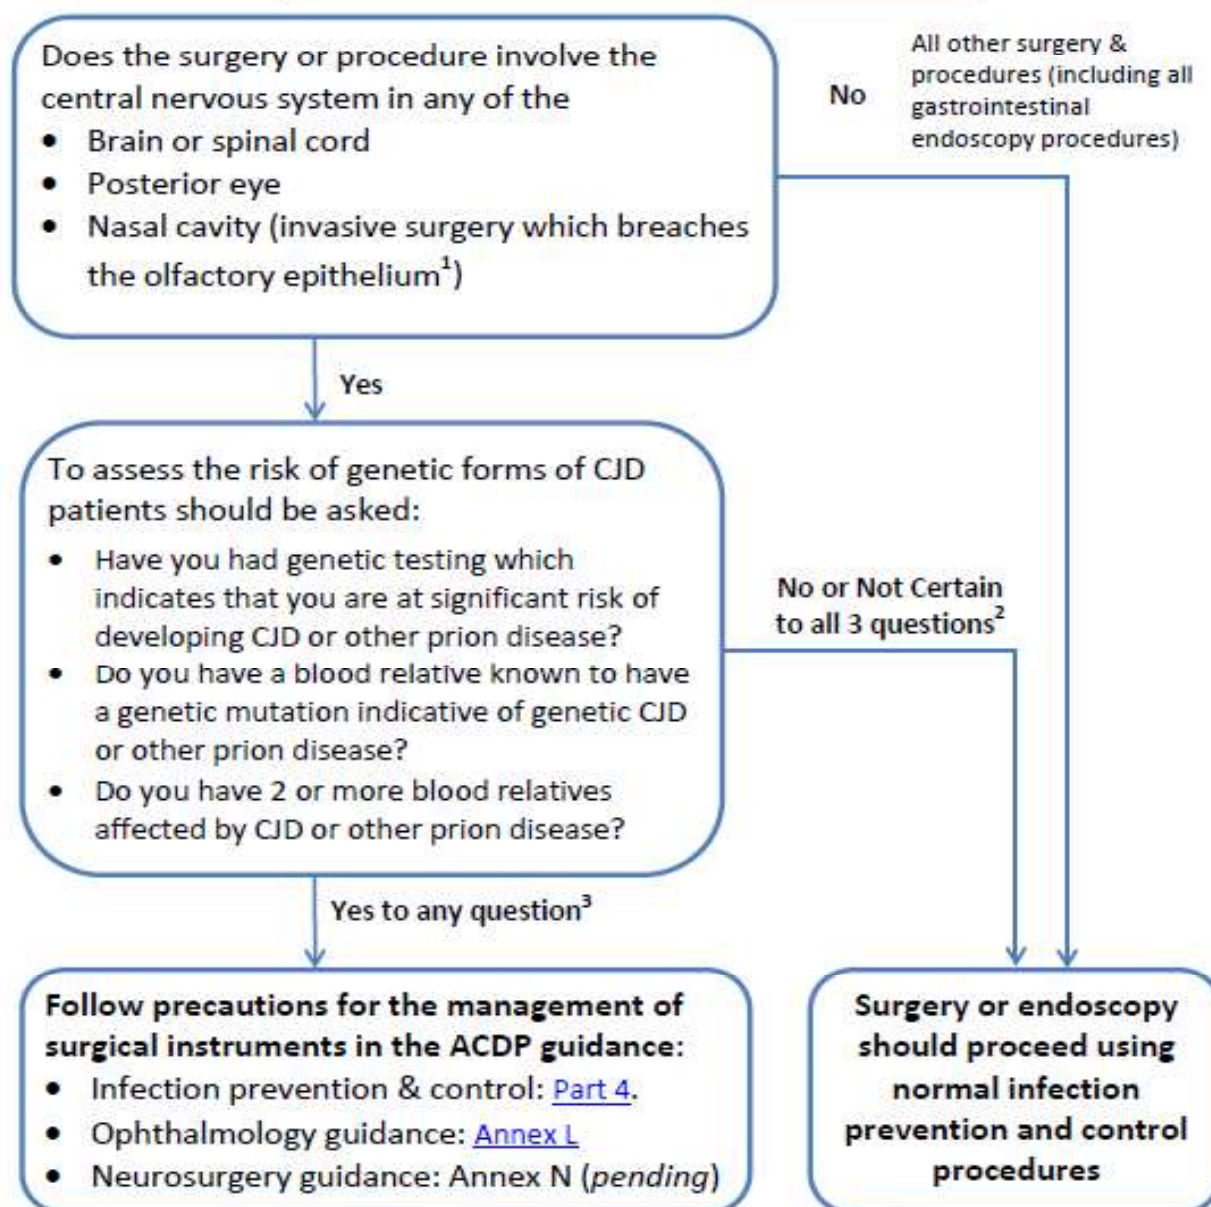 Does the surgery or procedure involve the
central nervous system in any of the
• Brain or spinal cord
• Posterior eye
• Nasal cavity (invasive surgery which breaches
the olfactory epithelium¹)
No
All other surgery &
procedures (including all
gastrointestinal
endoscopy procedures)
Yes
To assess the risk of genetic forms of CJD
patients should be asked:
• Have you had genetic testing which
indicates that you are at significant risk of
developing CJD or other prion disease?
• Do you have a blood relative known to have
a genetic mutation indicative of genetic CJD
or other prion disease?
• Do you have 2 or more blood relatives
affected by CJD or other prion disease?
No or Not Certain
to all 3 questions²
Yes to any question³
Follow precautions for the management of
surgical instruments in the ACDP guidance:
• Infection prevention & control: Part 4.
• Ophthalmology guidance: Annex L
• Neurosurgery guidance: Annex N (pending)
Surgery or endoscopy
should proceed using
normal infection
prevention and control
procedures